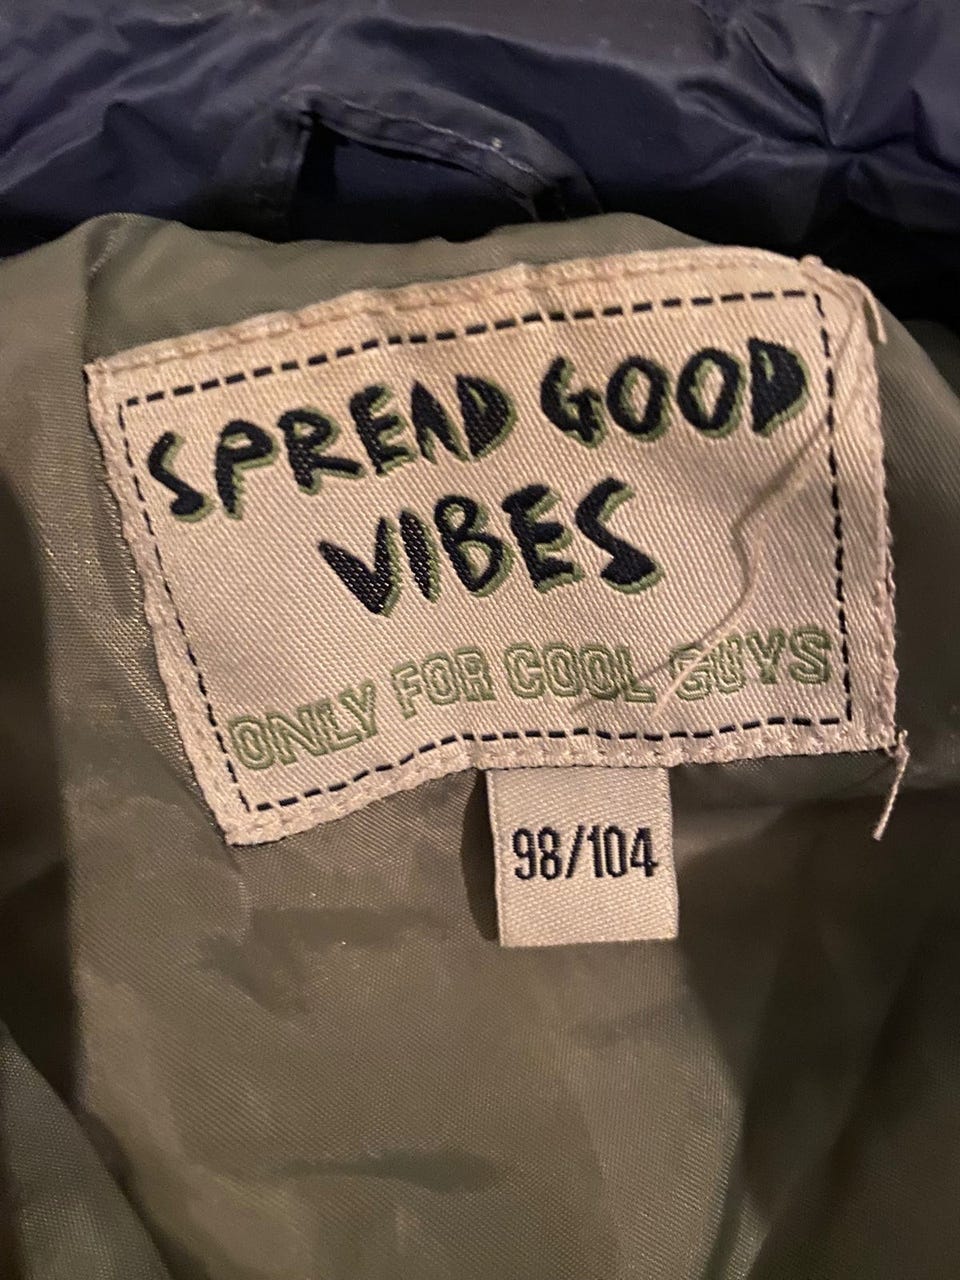 SPREAD GOOD
VIBES
ONLY FOR COOL GUYS
98/104